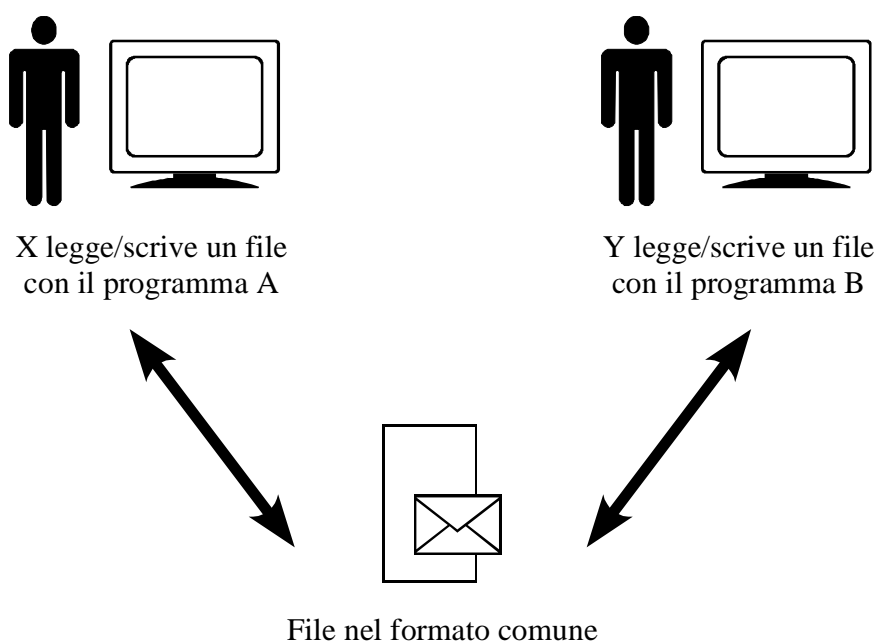 X legge/scrive un file
con il programma A
Y legge/scrive un file
con il programma B
File nel formato comune